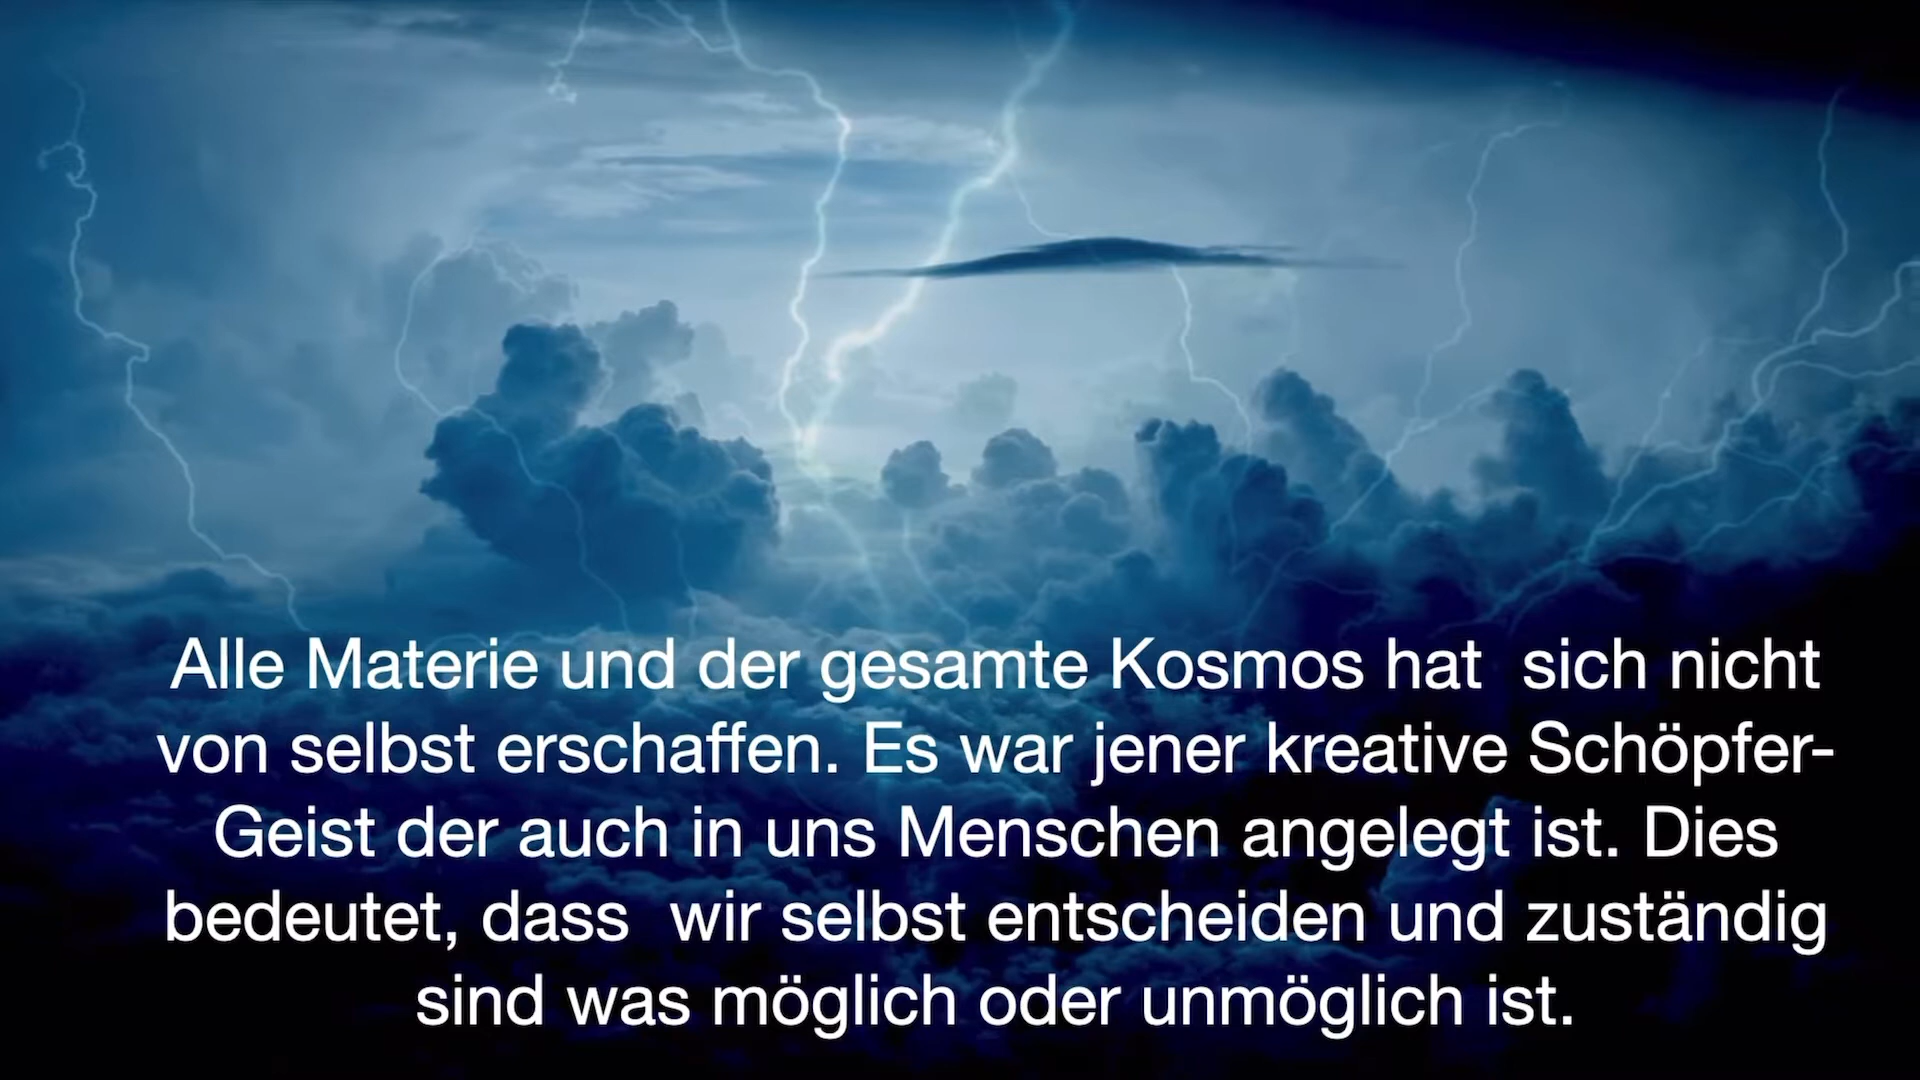 Alle Materie und der gesamte Kosmos hat  sich nicht
von selbst erschaffen. Es war jener kreative Schöpfer-
Geist der auch in uns Menschen angelegt ist. Dies
bedeutet, dass  wir selbst entscheiden und zuständig
sind was möglich oder unmöglich ist.